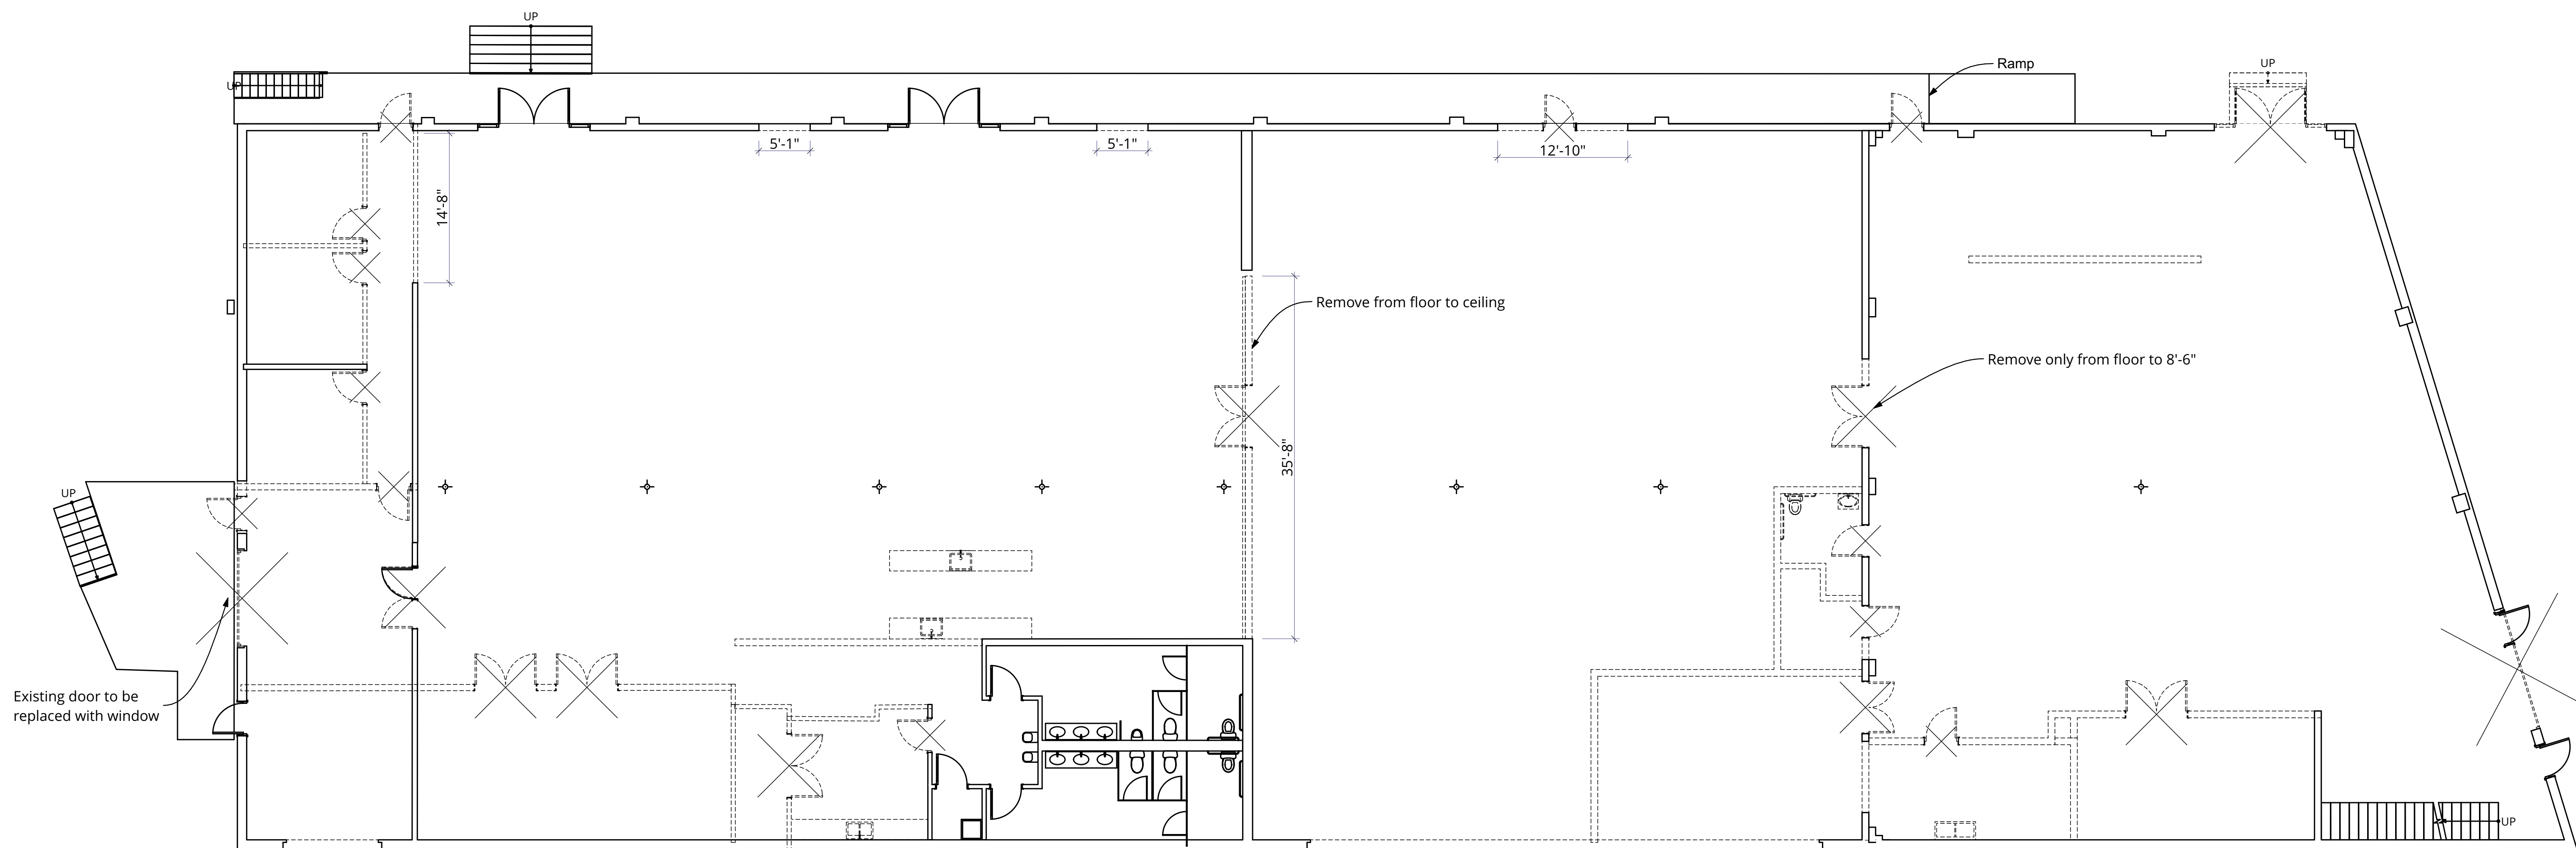 UP
UP
Ramp
UP
5'-1"
5'-1"
12'-10"
14'-8"
Remove from floor to ceiling
Remove only from floor to 8'-6"
35'-8"
UP
Existing door to be
replaced with window
UP